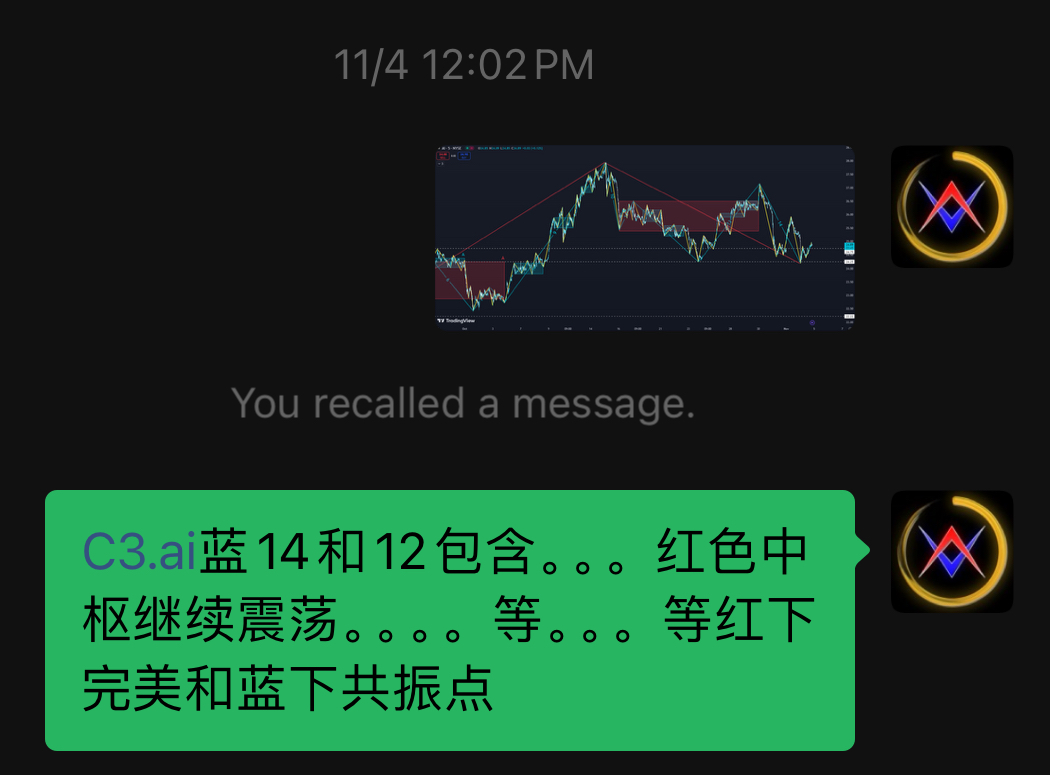 11/4 12:02 PM
TradingView
You recalled a message.
C3.ai蓝14和12包含。。。红色中
枢继续震荡。。。。等。。。等红下
完美和蓝下共振点